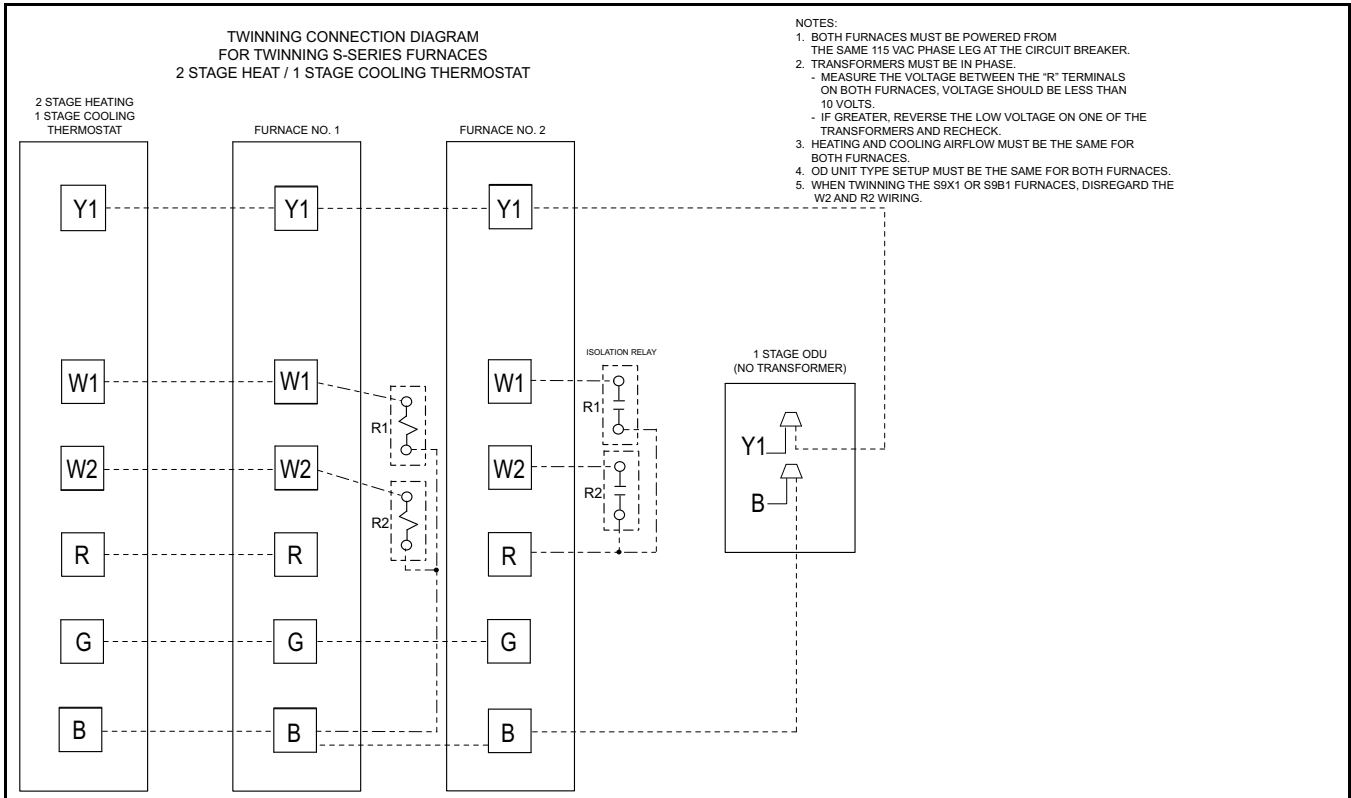 TWINNING CONNECTION DIAGRAM
FOR TWINNING S-SERIES FURNACES
2 STAGE HEAT / 1 STAGE COOLING THERMOSTAT
NOTES:
1. BOTH FURNACES MUST BE POWERED FROM
THE SAME 115 VAC PHASE LEG AT THE CIRCUIT BREAKER.
2. TRANSFORMERS MUST BE IN PHASE.
- MEASURE THE VOLTAGE BETWEEN THE “R” TERMINALS
ON BOTH FURNACES, VOLTAGE SHOULD BE LESS THAN
10 VOLTS.
- IF GREATER, REVERSE THE LOW VOLTAGE ON ONE OF THE
TRANSFORMERS AND RECHECK.
3. HEATING AND COOLING AIRFLOW MUST BE THE SAME FOR
BOTH FURNACES.
4. OD UNIT TYPE SETUP MUST BE THE SAME FOR BOTH FURNACES.
5. WHEN TWINNING THE S9X1 OR S9B1 FURNACES, DISREGARD THE
W2 AND R2 WIRING.
2 STAGE HEATING
1 STAGE COOLING
THERMOSTAT
FURNACE NO. 1
FURNACE NO. 2
Y1 Y1 Y1
ISOLATION RELAY
1 STAGE ODU
(NO TRANSFORMER)
W1 W1 W1
R1 R1
Y1
W2 W2 W2
R2 R2
B
R R R
G G G
B B B